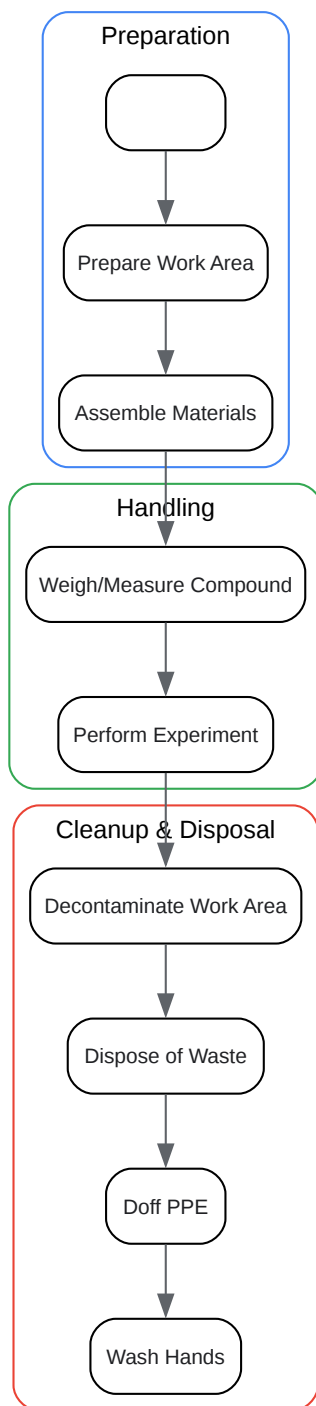 Preparation
Prepare Work Area
Assemble Materials
Handling
Weigh/Measure Compound
Perform Experiment
Cleanup & Disposal
Decontaminate Work Area
Dispose of Waste
Doff PPE
Wash Hands